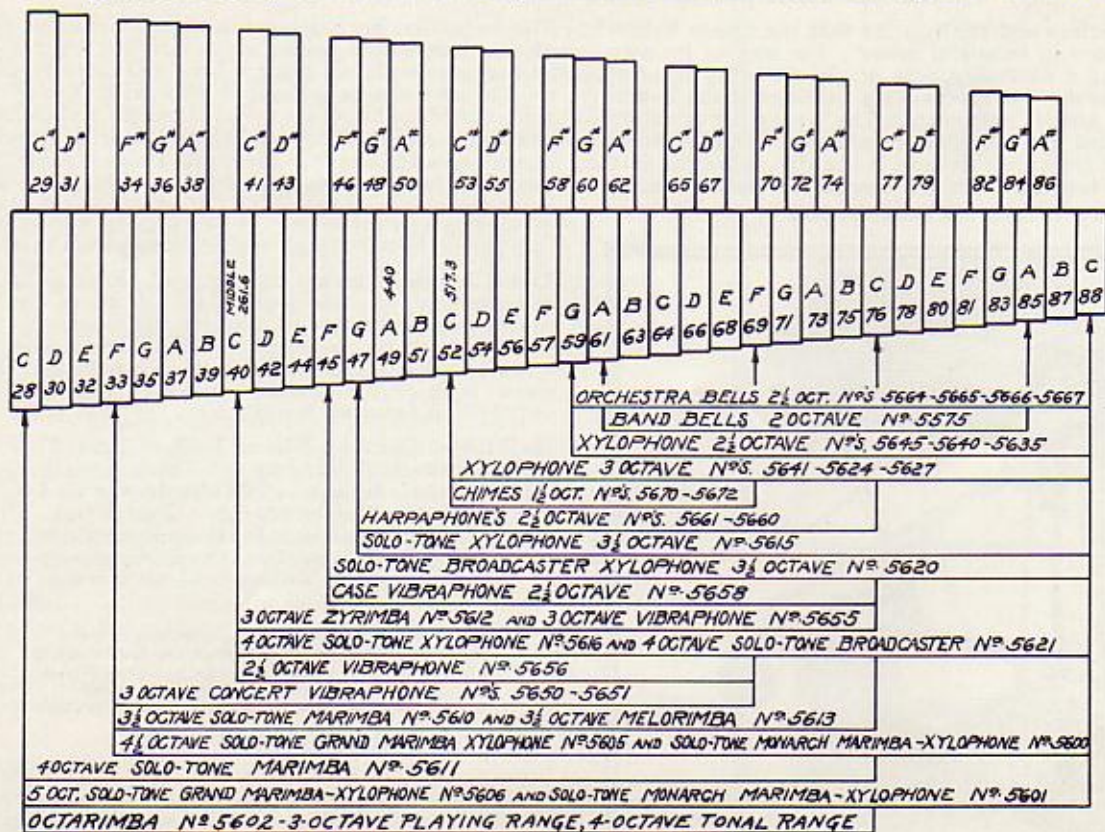 C# D# F# G# A# C# D# F# G# A# C# D# F# G# A# C# D# F# G# A# C# D# F# G# A#
29 31 34 36 38 41 43 46 48 50 53 55 58 60 62 65 67 70 72 74 77 79 82 84 86
MIDDLE 261.6
440
517.3
C D E F G A B C D E F G A B C D E F G A B C D E F G A B C D E F G A B C
28 30 32 33 35 37 39 40 42 44 45 47 49 51 52 54 56 57 59 61 63 64 66 68 69 71 73 75 76 78 80 81 83 85 87 88
ORCHESTRA BELLS 2½ OCT. Nº'S 5664-5665-5666-5667
BAND BELLS 2 OCTAVE Nº 5575
XYLOPHONE 2½ OCTAVE Nº'S. 5645-5640-5635
XYLOPHONE 3 OCTAVE Nº'S. 5641-5624-5627
CHIMES 1½ OCT. Nº'S. 5670-5672
HARPAPHONE'S 2½ OCTAVE Nº'S. 5661-5660
SOLO-TONE XYLOPHONE 3½ OCTAVE Nº 5615
SOLO-TONE BROADCASTER XYLOPHONE 3½ OCTAVE Nº 5620
CASE VIBRAPHONE 2½ OCTAVE Nº 5658
3 OCTAVE ZYRIMBA Nº 5612 AND 3 OCTAVE VIBRAPHONE Nº 5655
4 OCTAVE SOLO-TONE XYLOPHONE Nº 5616 AND 4 OCTAVE SOLO-TONE BROADCASTER Nº 5621
2½ OCTAVE VIBRAPHONE Nº 5656
3 OCTAVE CONCERT VIBRAPHONE Nº'S. 5650-5651
3½ OCTAVE SOLO-TONE MARIMBA Nº 5610 AND 3½ OCTAVE MELORIMBA Nº 5613
4½ OCTAVE SOLO-TONE GRAND MARIMBA XYLOPHONE Nº 5605 AND SOLO-TONE MONARCH MARIMBA-XYLOPHONE Nº 5600
4 OCTAVE SOLO-TONE MARIMBA Nº 5611
5 OCT. SOLO-TONE GRAND MARIMBA-XYLOPHONE Nº 5606 AND SOLO-TONE MONARCH MARIMBA-XYLOPHONE Nº 5601
OCTARIMBA Nº 5602-3-OCTAVE PLAYING RANGE, 4-OCTAVE TONAL RANGE